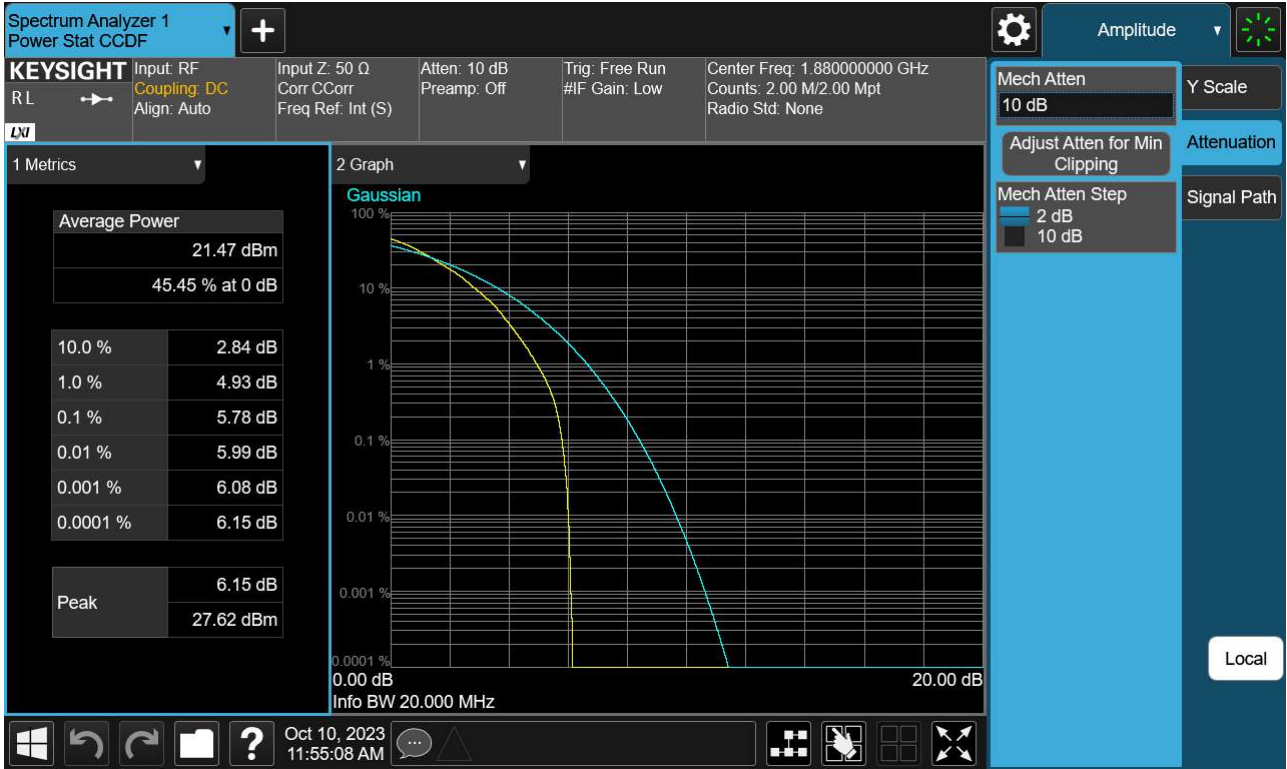 Spectrum Analyzer 1
Power Stat CCDF
+
Amplitude
KEYSIGHT
R L
LXI
Input: RF
Coupling: DC
Align: Auto
Input Z: 50 Ω
Corr CCorr
Freq Ref: Int (S)
Atten: 10 dB
Preamp: Off
Trig: Free Run
#IF Gain: Low
Center Freq: 1.880000000 GHz
Counts: 2.00 M/2.00 Mpt
Radio Std: None
Mech Atten
10 dB
Adjust Atten for Min
Clipping
Mech Atten Step
2 dB
10 dB
Y Scale
Attenuation
Signal Path
Local
1 Metrics
Average Power
21.47 dBm
45.45 % at 0 dB
10.0 % 2.84 dB
1.0 % 4.93 dB
0.1 % 5.78 dB
0.01 % 5.99 dB
0.001 % 6.08 dB
0.0001 % 6.15 dB
Peak
6.15 dB
27.62 dBm
2 Graph
Gaussian
100 %
10 %
1 %
0.1 %
0.01 %
0.001 %
0.0001 %
0.00 dB 20.00 dB
Info BW 20.000 MHz
?
Oct 10, 2023
11:55:08 AM